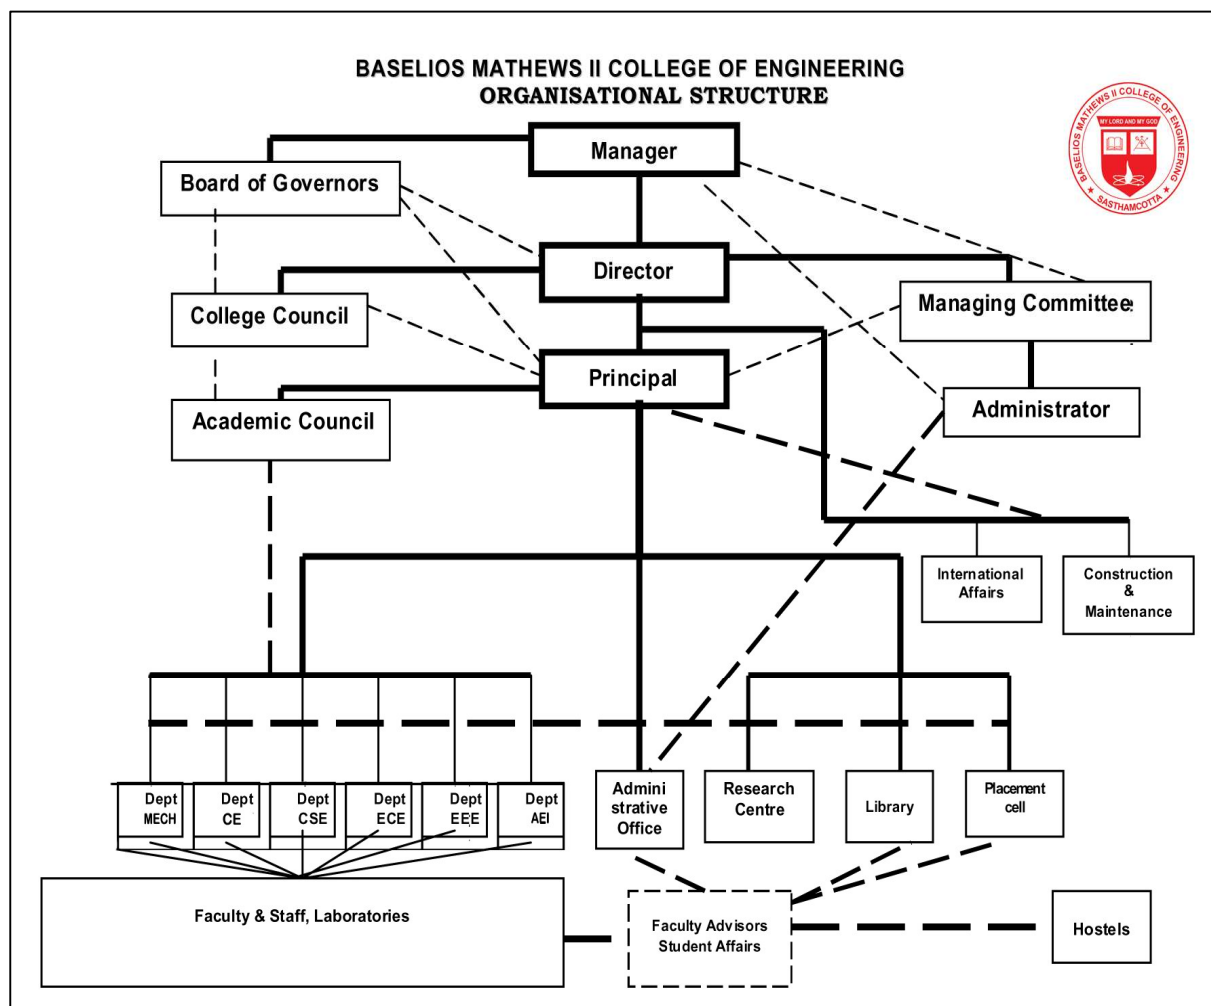 BASELIOS MATHEWS II COLLEGE OF ENGINEERING
ORGANISATIONAL STRUCTURE
BASELIOS MATHEWS II COLLEGE OF ENGINEERING
MY LORD AND MY GOD
★ SASTHAMCOTTA ★
Manager
Board of Governors
Director
College Council
Managing Committee:
Principal
Academic Council
Administrator
International
Affairs
Construction
&
Maintenance
Dept
MECH
Dept
CE
Dept
CSE
Dept
ECE
Dept
EEE
Dept
AEI
Admini
strative
Office
Research
Centre
Library
Placement
cell
Faculty & Staff, Laboratories
Faculty Advisors
Student Affairs
Hostels